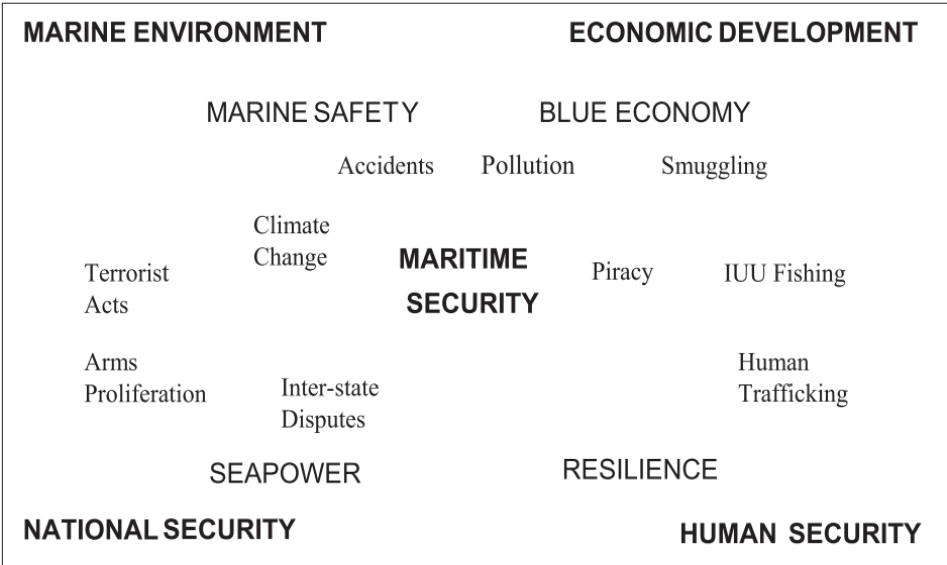 MARINE ENVIRONMENT ECONOMIC DEVELOPMENT
MARINE SAFETY BLUE ECONOMY
Accidents Pollution Smuggling
Climate
Change
MARITIME
SECURITY
Piracy IUU Fishing
Terrorist
Acts
Arms
Proliferation
Inter-state
Disputes
Human
Trafficking
SEAPOWER RESILIENCE
NATIONAL SECURITY HUMAN SECURITY